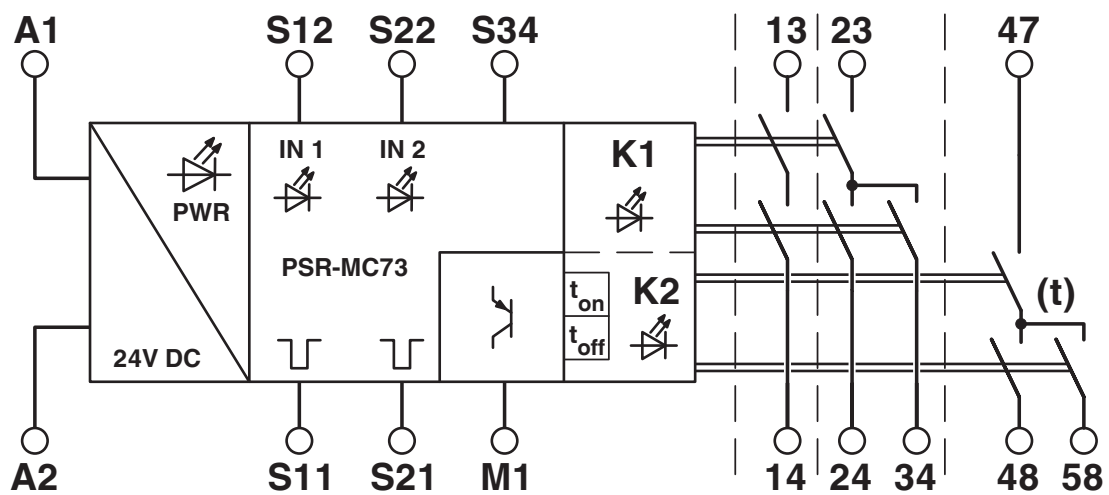 A1 S12 S22 S34 13 23 47
IN 1 IN 2 K1
PWR
PSR-MC73
ton K2 (t)
toff
24V DC
A2 S11 S21 M1 14 24 34 48 58